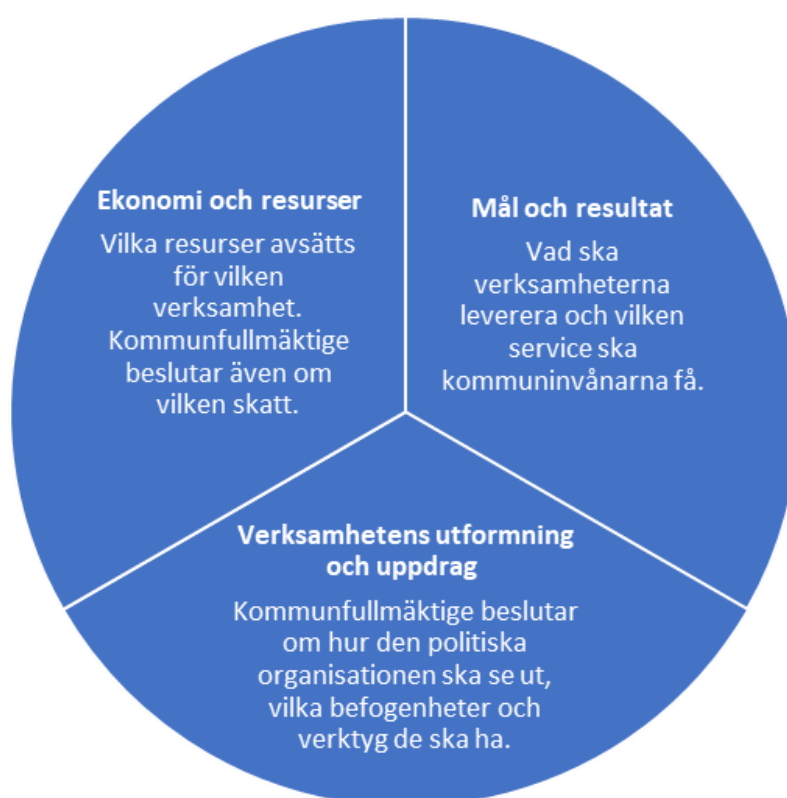 Ekonomi och resurser
Vilka resurser avsätts
för vilken
verksamhet.
Kommunfullmäktige
beslutar även om
vilken skatt.
Mål och resultat
Vad ska
verksamheterna
leverera och vilken
service ska
kommuninvånarna få.
Verksamhetens utformning
och uppdrag
Kommunfullmäktige beslutar
om hur den politiska
organisationen ska se ut,
vilka befogenheter och
verktyg de ska ha.